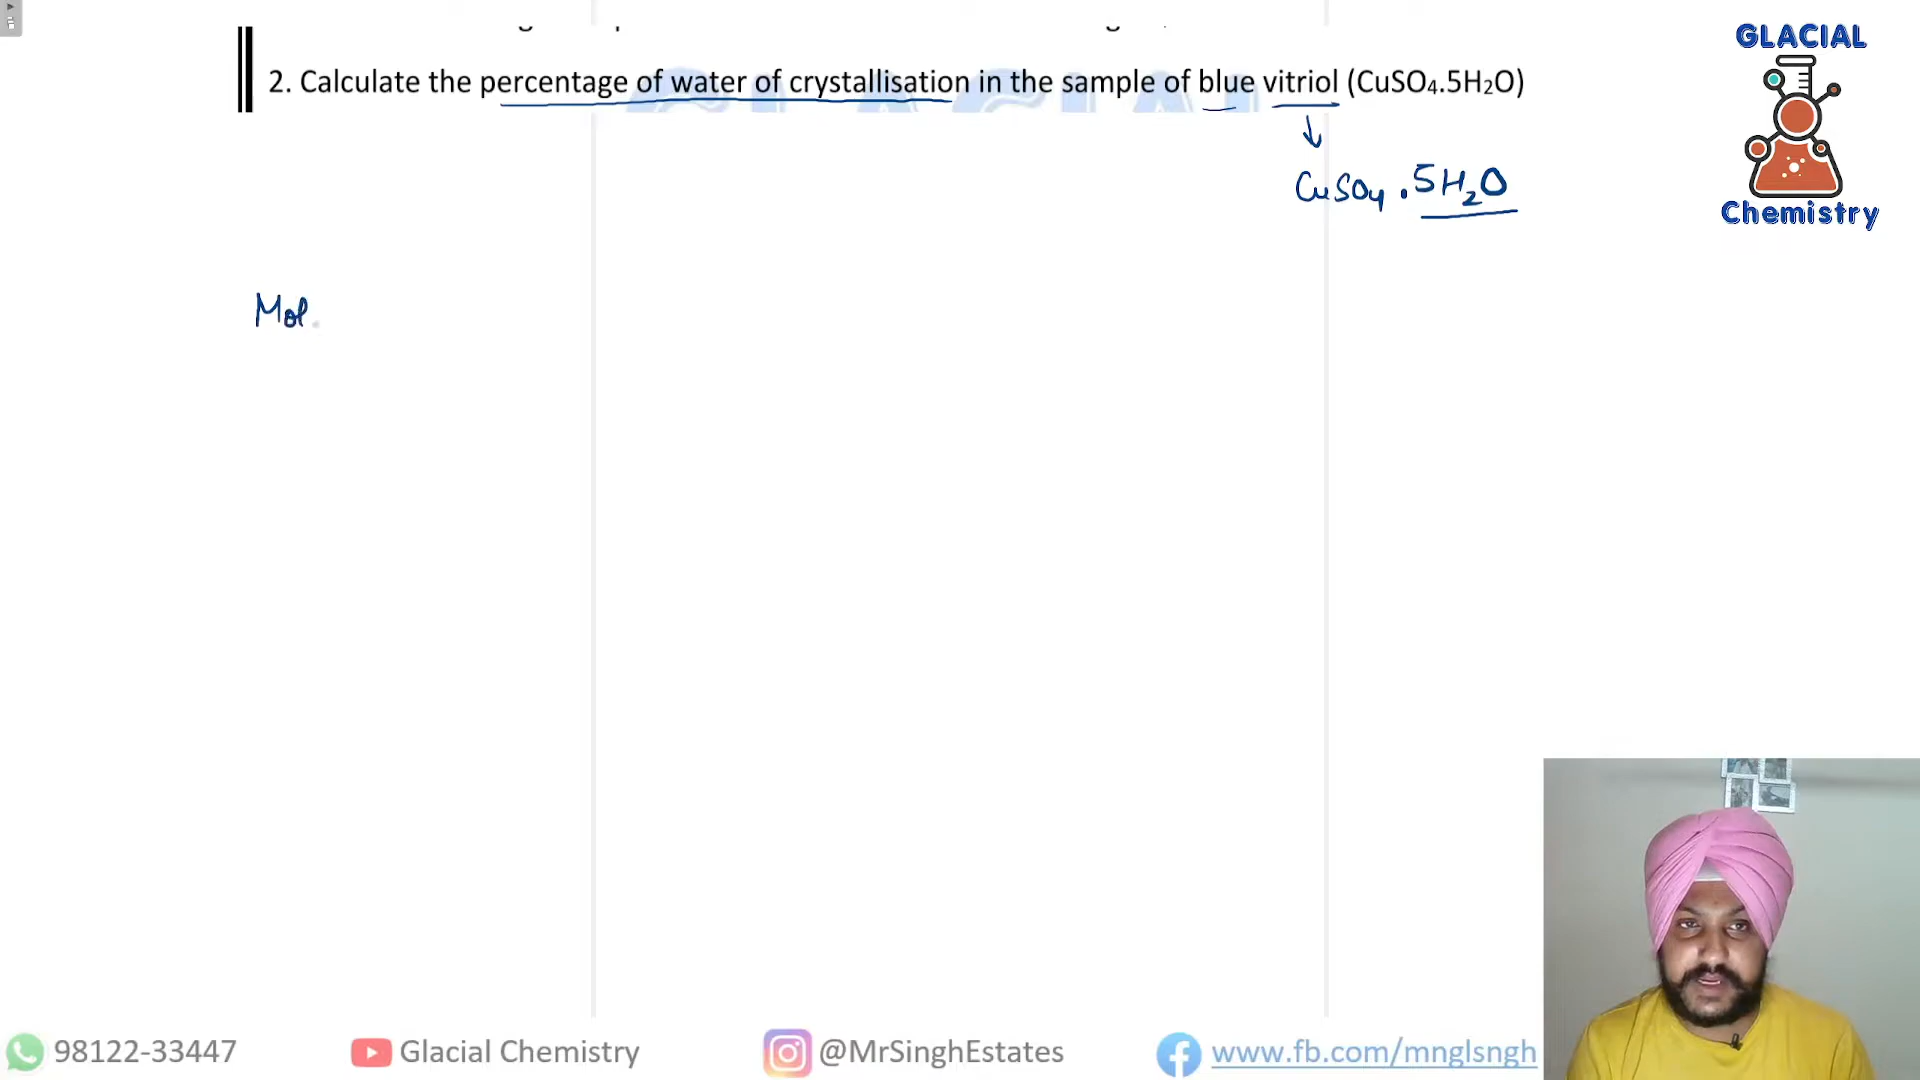 GLACIAL
2. Calculate the percentage of water of crystallisation in the sample of blue vitriol (CuSO₄.5H₂O)
CuSO₄ . 5H₂O
Chemistry
Mol.
98122-33447
Glacial Chemistry
@MrSinghEstates
www.fb.com/mnglsngh